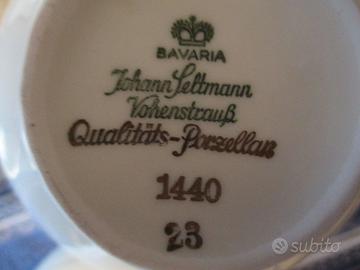 BAVARIA
Johann Seltmann
Vohenstrauß
Qualitäts-Porzellan
1440
23
subito